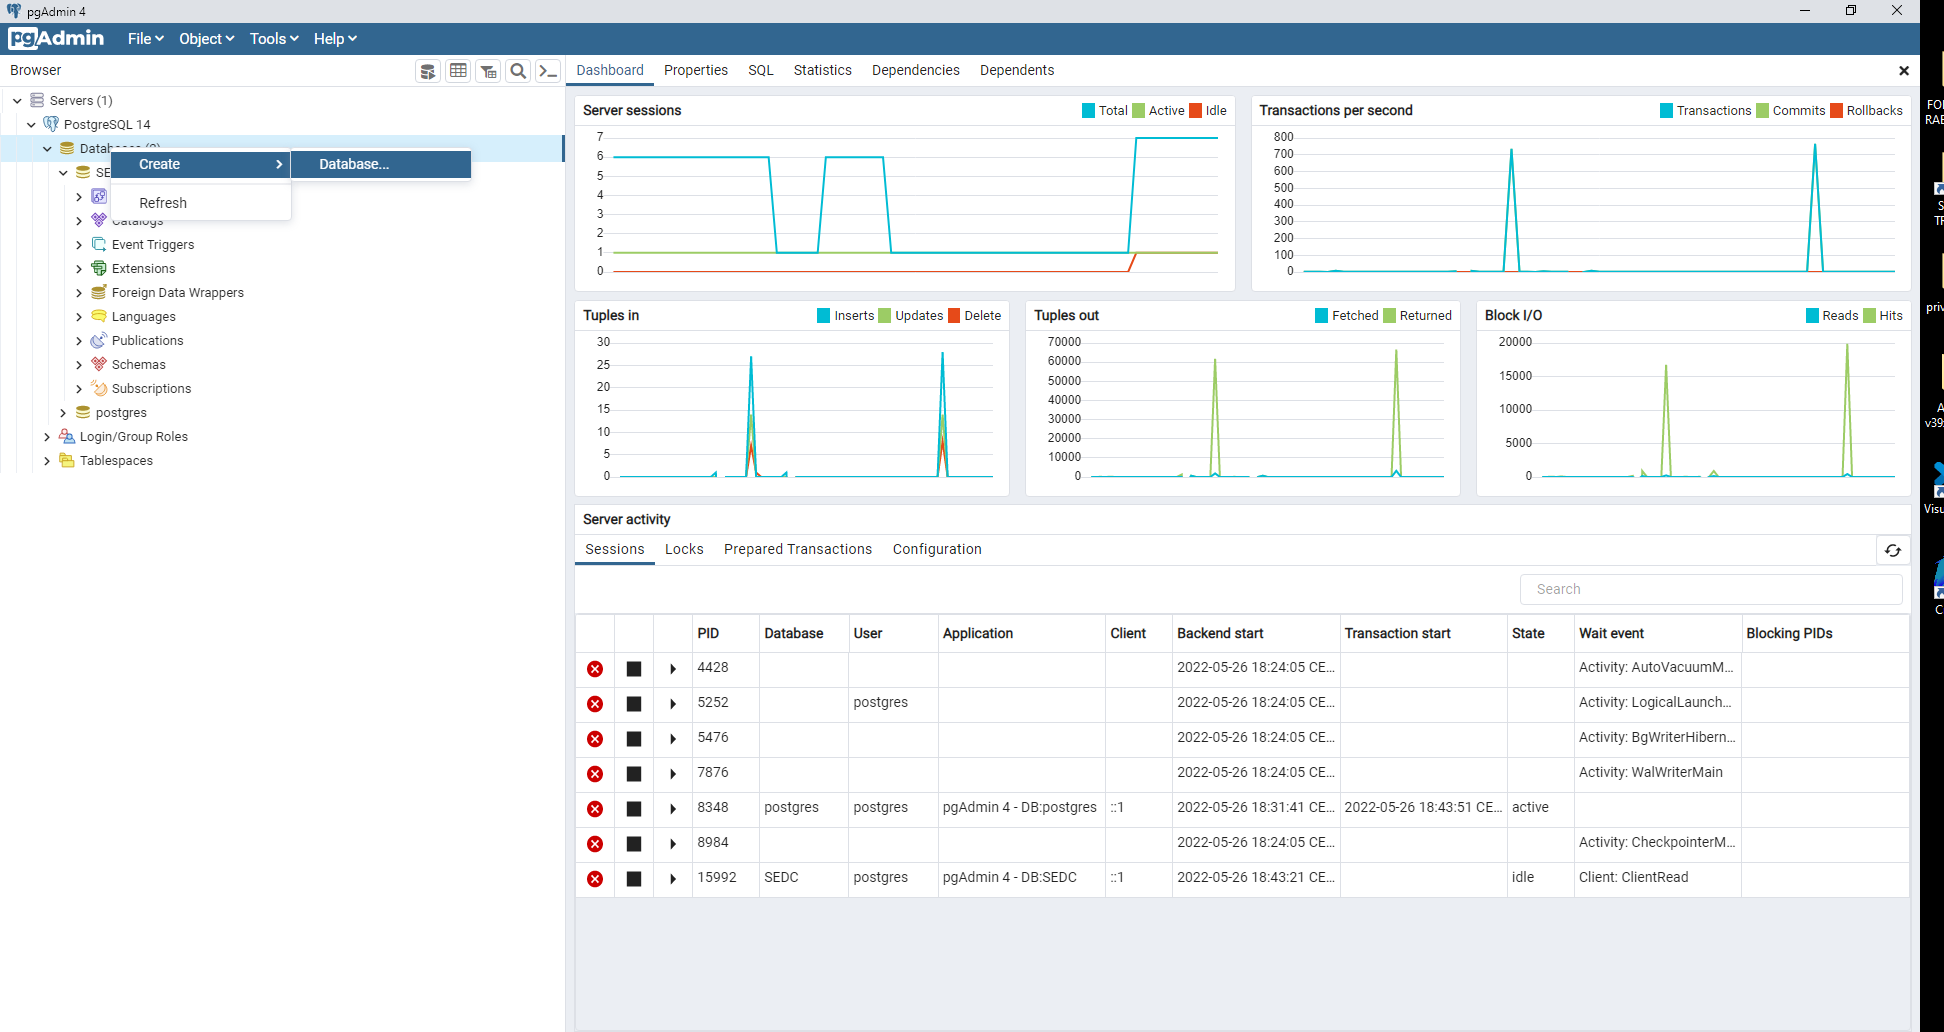 pgAdmin 4
pgAdmin File Object Tools Help
Browser
Dashboard Properties SQL Statistics Dependencies Dependents
Servers (1)
PostgreSQL 14
Create
Database...
Refresh
Catalogs
Event Triggers
Extensions
Foreign Data Wrappers
Languages
Publications
Schemas
Subscriptions
postgres
Login/Group Roles
Tablespaces
Server sessions Total Active Idle
7
6
5
4
3
2
1
0
Transactions per second Transactions Commits Rollbacks
800
700
600
500
400
300
200
100
0
Tuples in Inserts Updates Delete
30
25
20
15
10
5
0
Tuples out Fetched Returned
70000
60000
50000
40000
30000
20000
10000
0
Block I/O Reads Hits
20000
15000
10000
5000
0
Server activity
Sessions Locks Prepared Transactions Configuration
Search
PID Database User Application Client Backend start Transaction start State Wait event Blocking PIDs
4428 2022-05-26 18:24:05 CE... Activity: AutoVacuumM...
5252 postgres 2022-05-26 18:24:05 CE... Activity: LogicalLaunch...
5476 2022-05-26 18:24:05 CE... Activity: BgWriterHibern...
7876 2022-05-26 18:24:05 CE... Activity: WalWriterMain
8348 postgres postgres pgAdmin 4 - DB:postgres ::1 2022-05-26 18:31:41 CE... 2022-05-26 18:43:51 CE... active
8984 2022-05-26 18:24:05 CE... Activity: CheckpointerM...
15992 SEDC postgres pgAdmin 4 - DB:SEDC ::1 2022-05-26 18:43:21 CE... idle Client: ClientRead